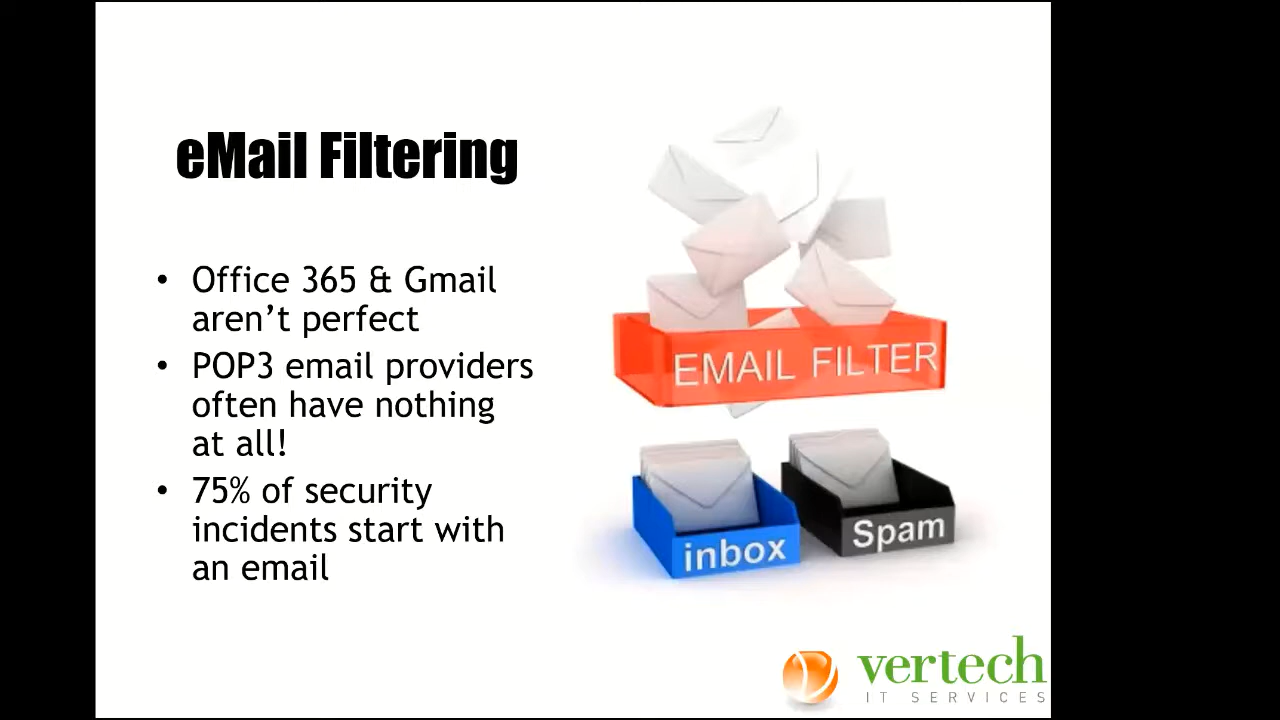 eMail Filtering
• Office 365 & Gmail
aren’t perfect
• POP3 email providers
often have nothing
at all!
• 75% of security
incidents start with
an email
EMAIL FILTER
inbox
Spam
vertech
IT SERVICES